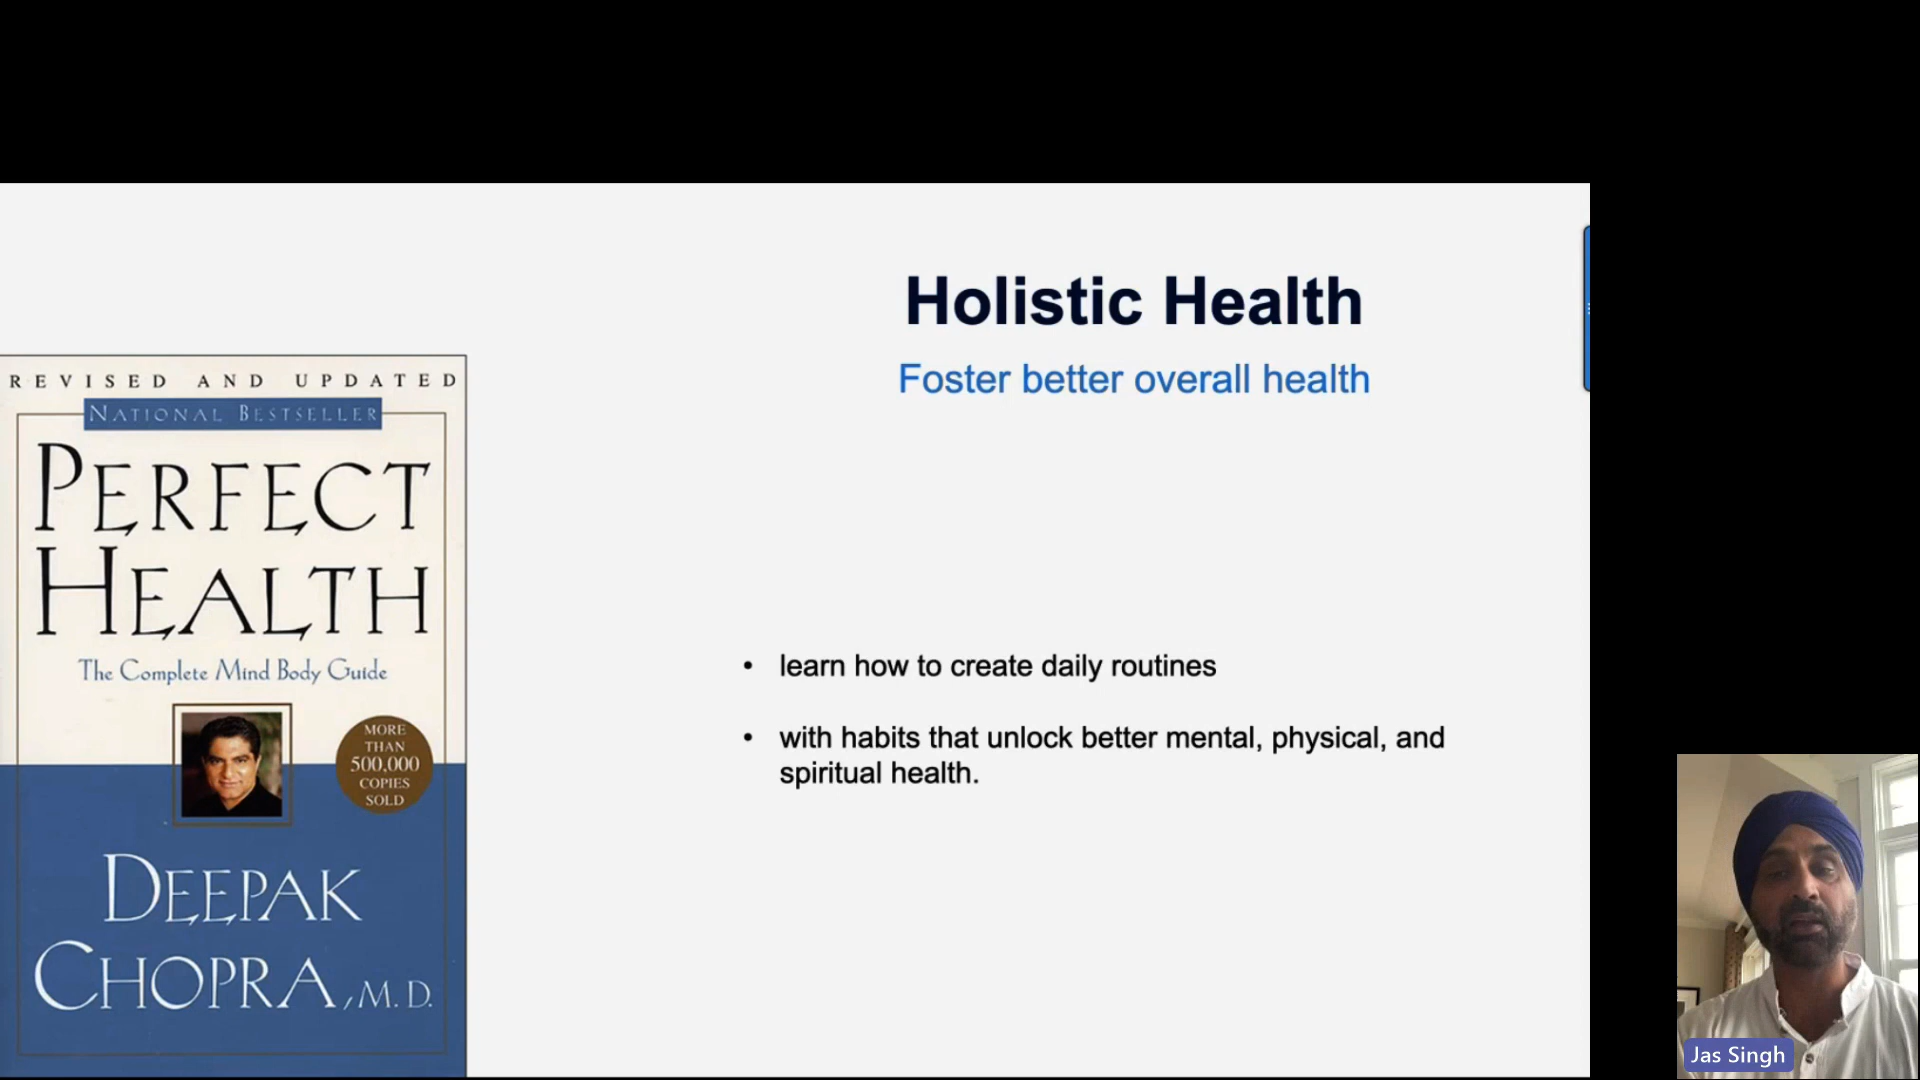 Holistic Health
Foster better overall health
REVISED AND UPDATED
NATIONAL BESTSELLER
PERFECT
HEALTH
The Complete Mind Body Guide
MORE
THAN
500,000
COPIES
SOLD
DEEPAK
CHOPRA, M.D.
• learn how to create daily routines
• with habits that unlock better mental, physical, and
spiritual health.
Jas Singh